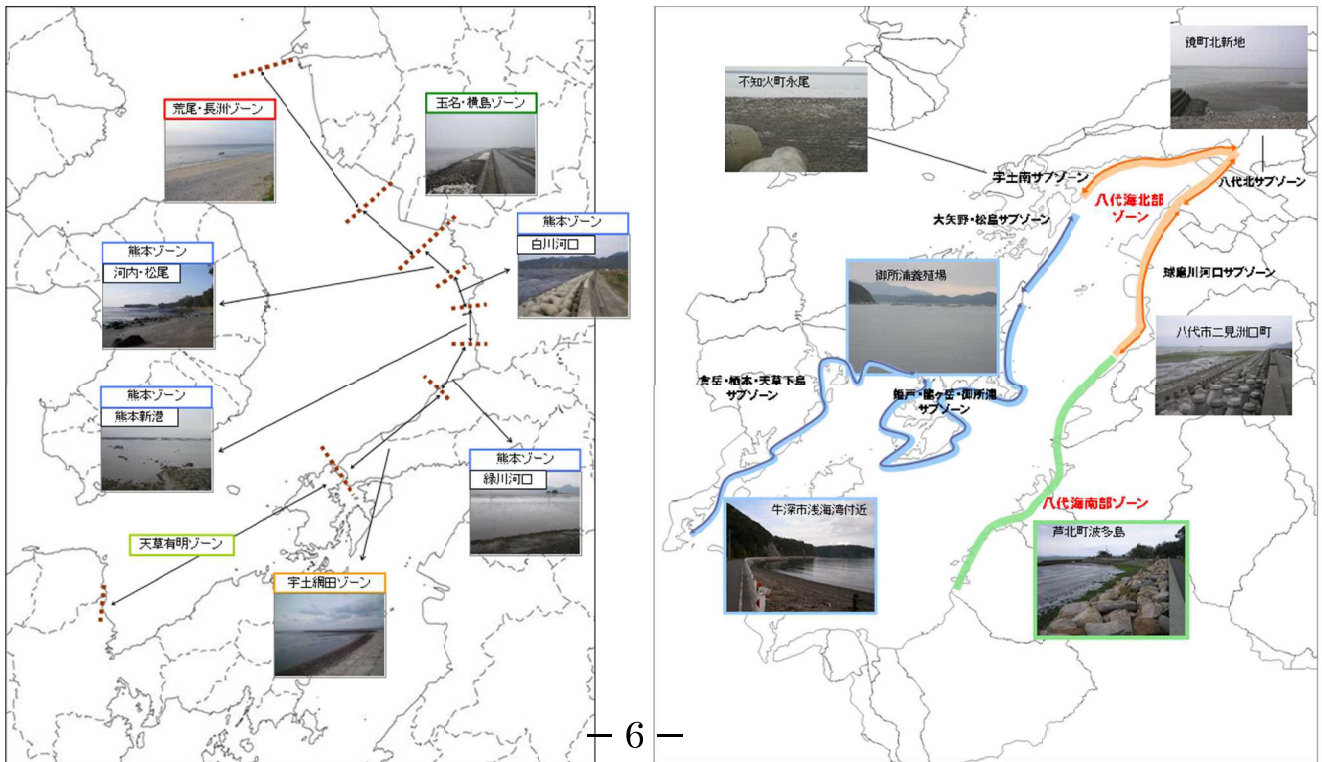 荒尾・長洲ゾーン
玉名・横島ゾーン
熊本ゾーン
白川河口
熊本ゾーン
河内・松尾
熊本ゾーン
熊本新港
熊本ゾーン
緑川河口
天草有明ゾーン
宇土網田ゾーン
鏡町北新地
不知火町永尾
宇土南サブゾーン
八代北サブゾーン
八代海北部
ゾーン
大矢野・松島サブゾーン
御所浦養殖場
球磨川河口サブゾーン
八代市二見洲口町
倉岳・栖本・天草下島
サブゾーン
姫戸・龍ヶ岳・御所浦
サブゾーン
牛深市浅海湾付近
八代海南部ゾーン
芦北町波多島
− 6 −